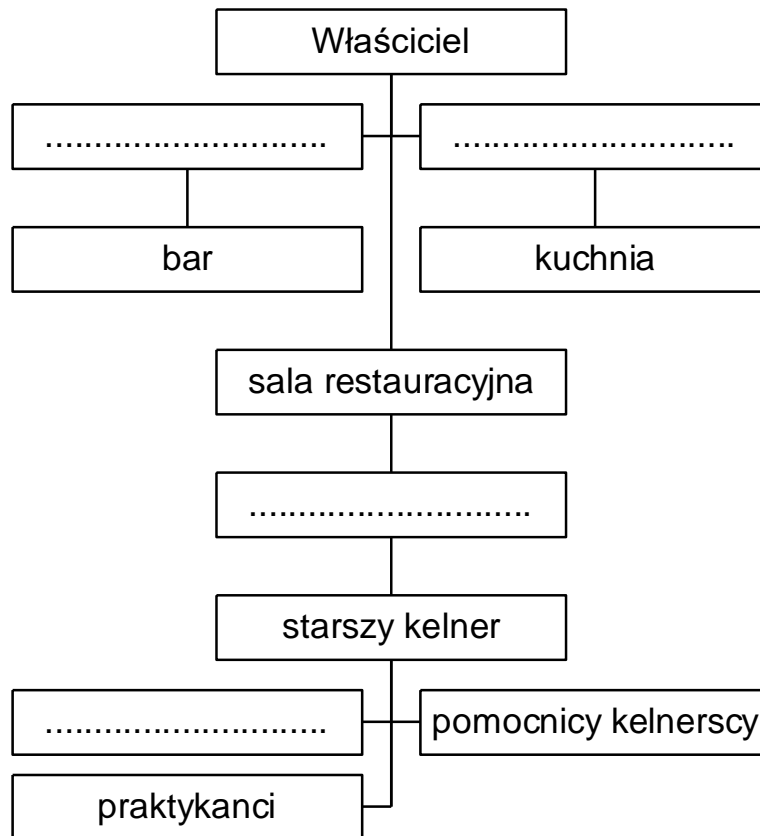 Właściciel
............................. .............................
bar kuchnia
sala restauracyjna
.............................
starszy kelner
............................. pomocnicy kelnerscy
praktykanci